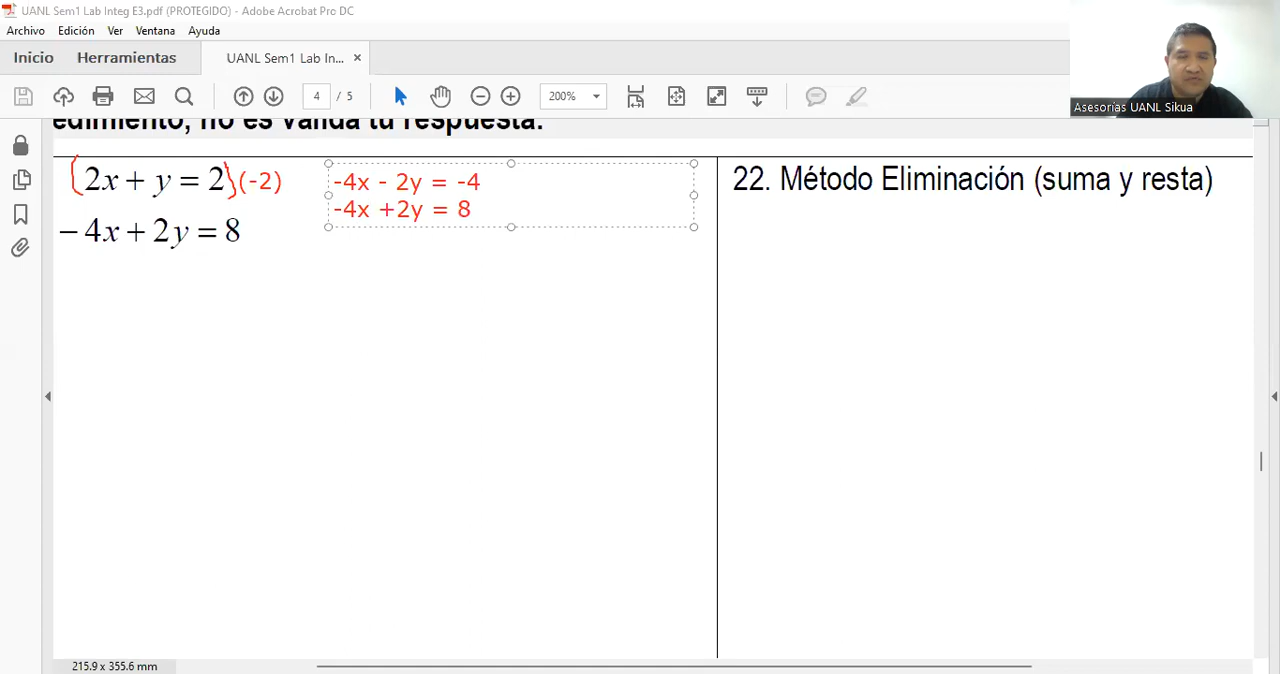 UANL Sem1 Lab Integ E3.pdf (PROTEGIDO) - Adobe Acrobat Pro DC
Archivo Edición Ver Ventana Ayuda
Inicio Herramientas UANL Sem1 Lab In... ×
4 / 5 200%
Asesorías UANL Sikua
edimiento, no es válida tu respuesta.
(2x + y = 2)(-2) -4x - 2y = -4 22. Método Eliminación (suma y resta)
-4x +2y = 8
− 4x + 2y = 8
215.9 x 355.6 mm